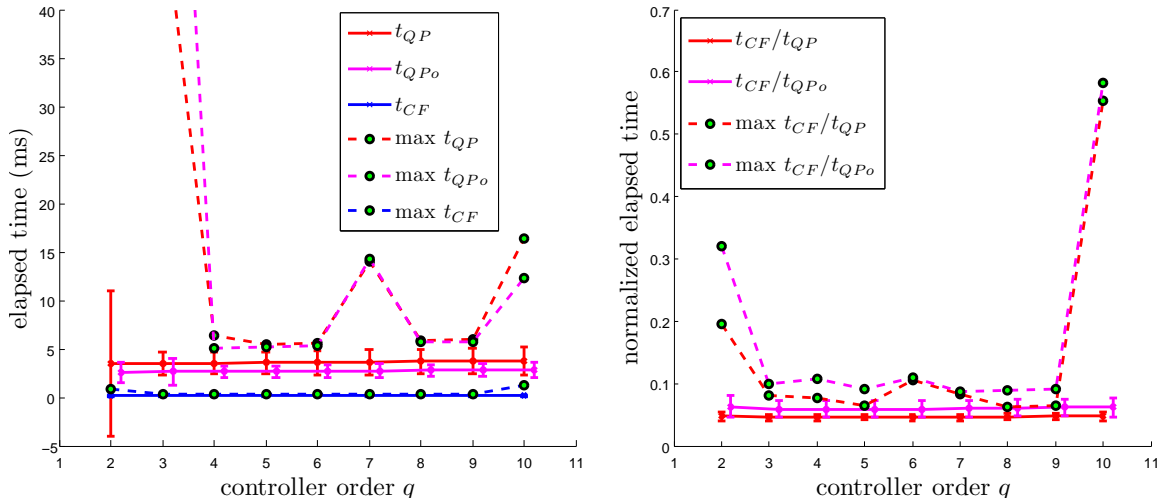 40
35
30
25
20
15
10
5
0
−5
elapsed time (ms)
t_QP
t_QPo
t_CF
max t_QP
max t_QPo
max t_CF
1 2 3 4 5 6 7 8 9 10 11
controller order q
0.7
0.6
0.5
0.4
0.3
0.2
0.1
0
normalized elapsed time
t_CF/t_QP
t_CF/t_QPo
max t_CF/t_QP
max t_CF/t_QPo
1 2 3 4 5 6 7 8 9 10 11
controller order q